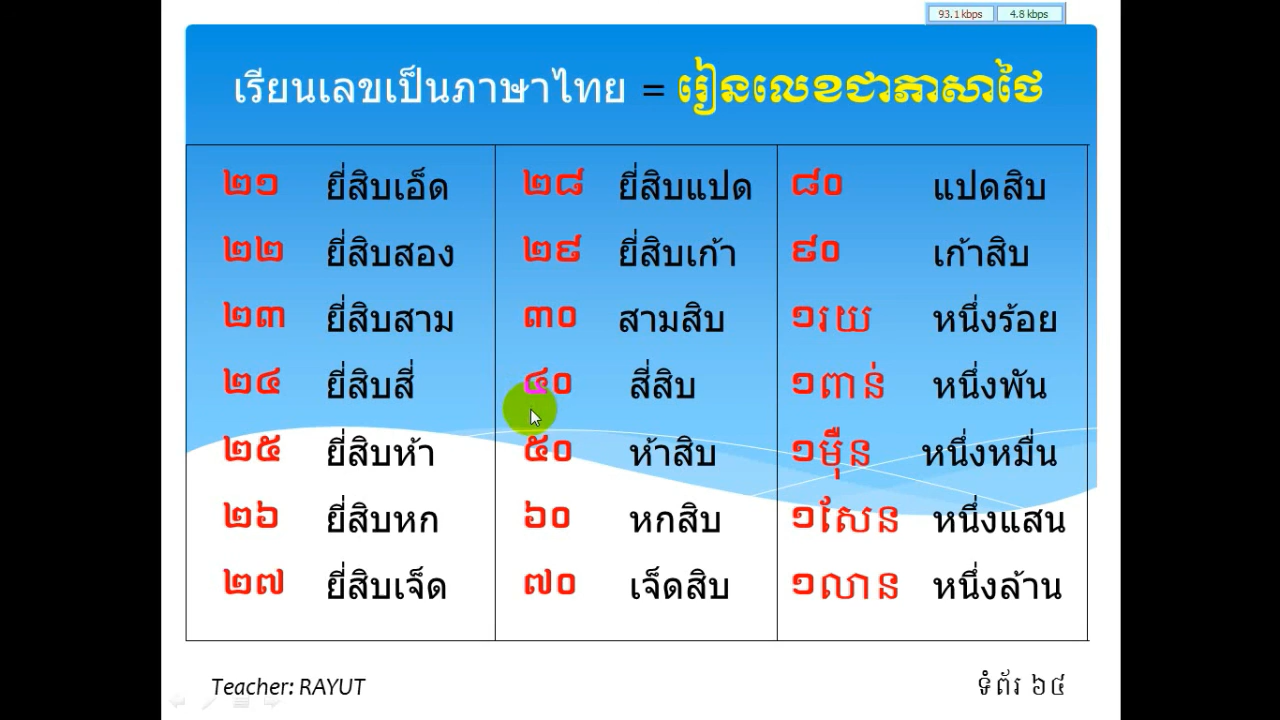 93.1 kbps 4.8 kbps
เรียนเลขเป็นภาษาไทย = រៀនលេខជាភាសាថៃ
២១ ยี่สิบเอ็ด ២៨ ยี่สิบแปด ៨០ แปดสิบ
២២ ยี่สิบสอง ២៩ ยี่สิบเก้า ៩០ เก้าสิบ
២៣ ยี่สิบสาม ៣០ สามสิบ ១រយ หนึ่งร้อย
២៤ ยี่สิบสี่ ៤០ สี่สิบ ១ពាន់ หนึ่งพัน
២៥ ยี่สิบห้า ៥០ ห้าสิบ ១ម៉ឺន หนึ่งหมื่น
២៦ ยี่สิบหก ៦០ หกสิบ ១សែន หนึ่งแสน
២៧ ยี่สิบเจ็ด ៧០ เจ็ดสิบ ១លាន หนึ่งล้าน
Teacher: RAYUT ទំព័រ ៦៤